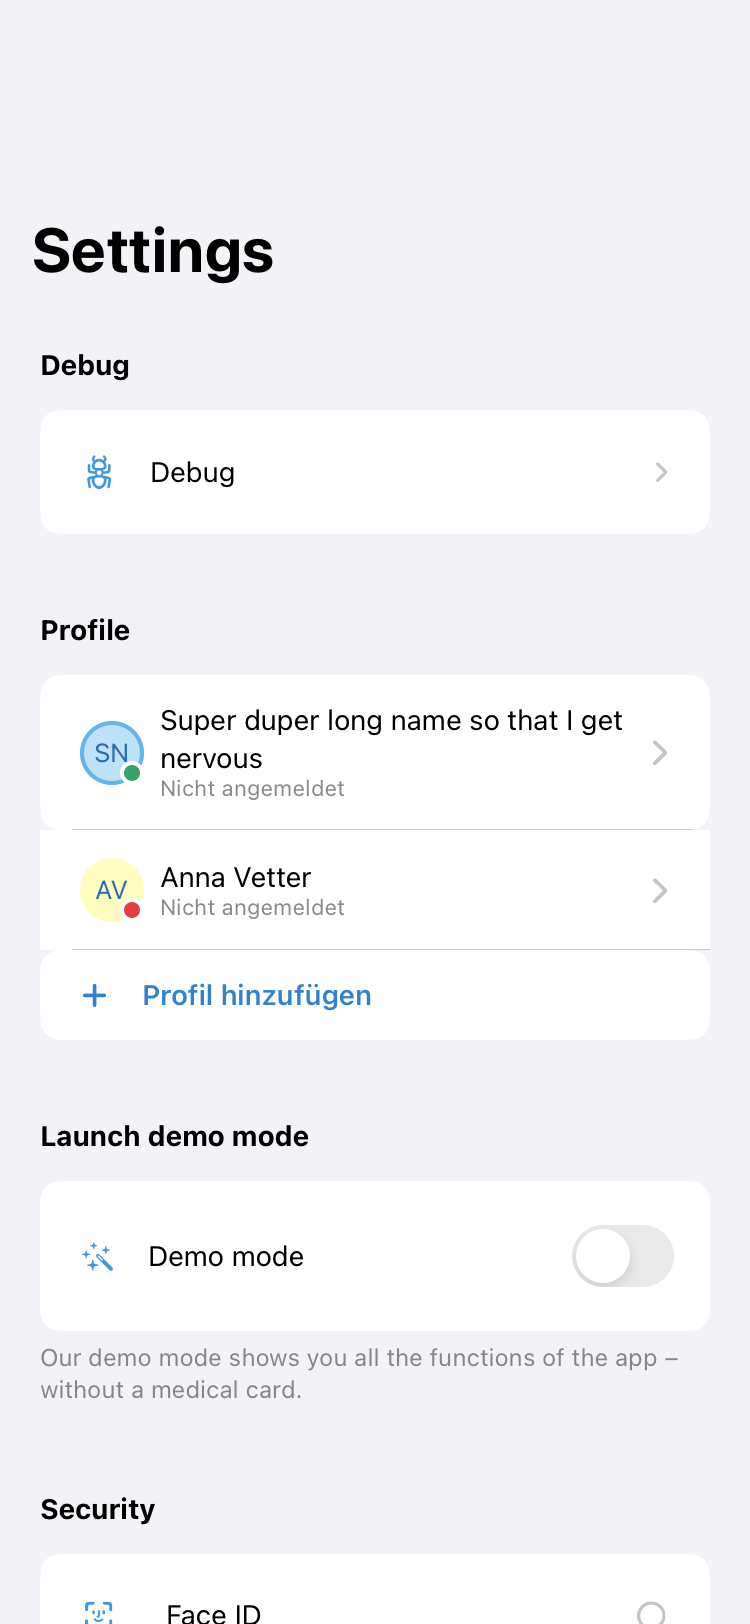 Settings
Debug
Debug
Profile
SN
Super duper long name so that I get
nervous
Nicht angemeldet
AV
Anna Vetter
Nicht angemeldet
Profil hinzufügen
Launch demo mode
Demo mode
Our demo mode shows you all the functions of the app –
without a medical card.
Security
Face ID